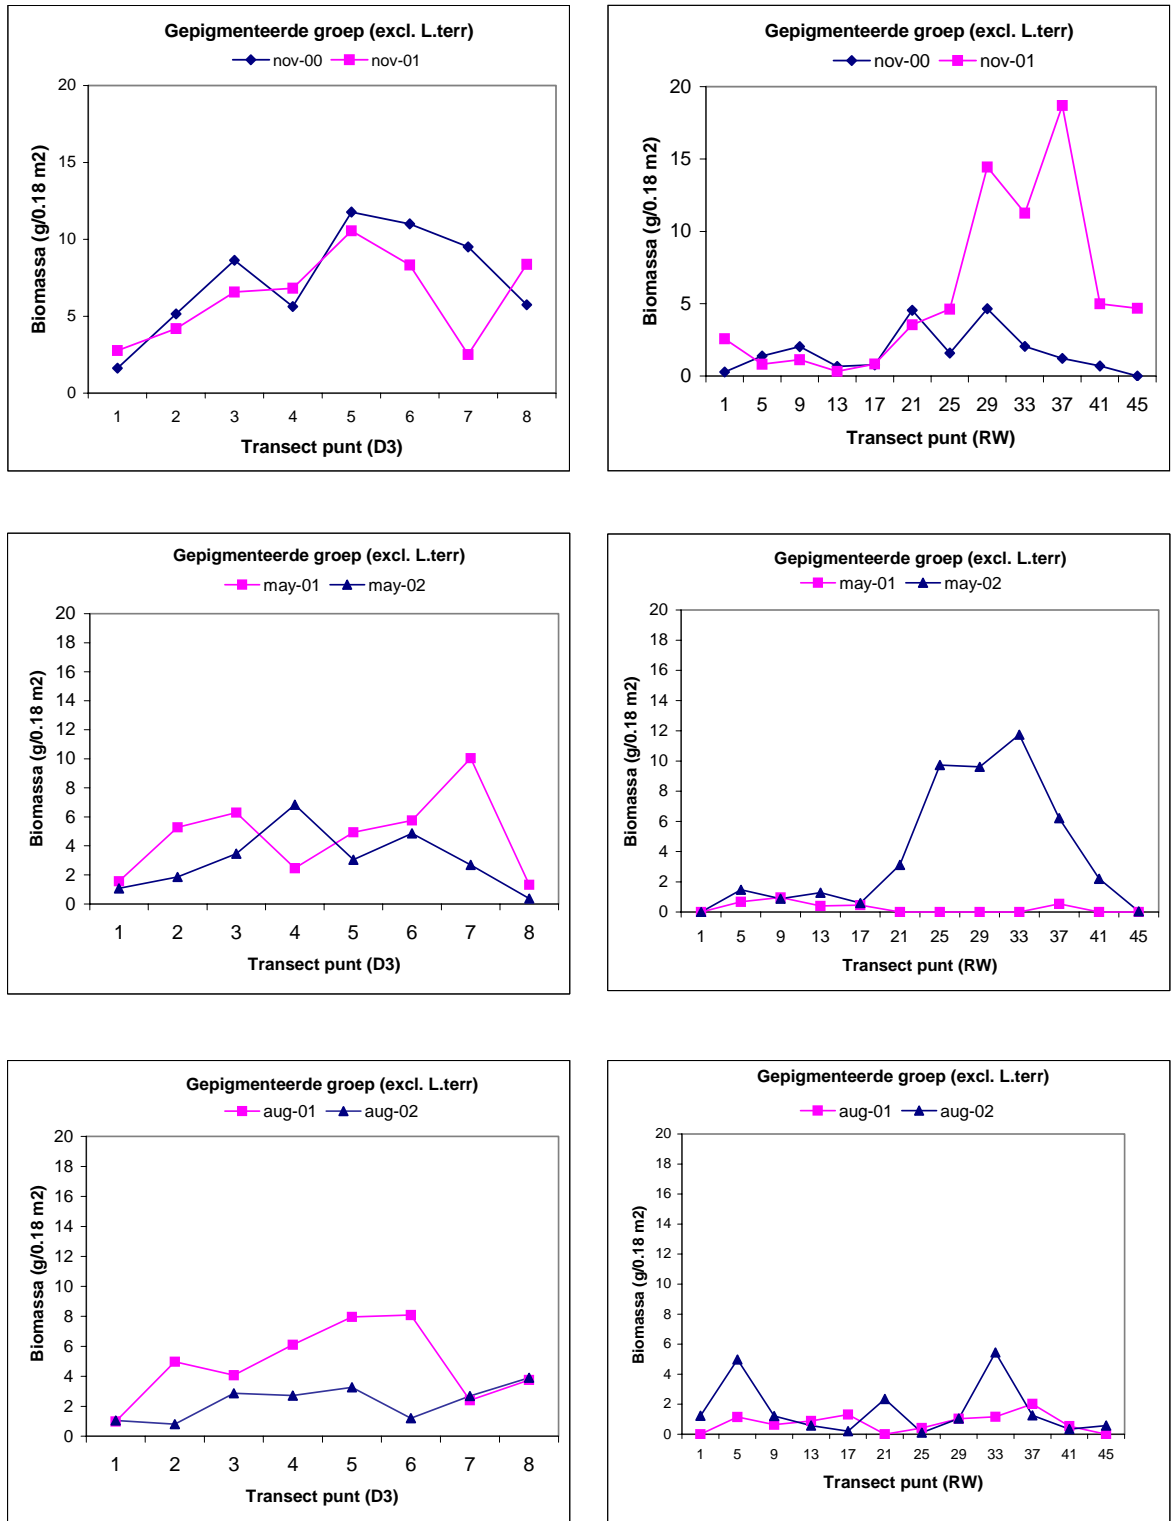 Gepigmenteerde groep (excl. L.terr)
nov-00 nov-01
20
15
10
5
0
Biomassa (g/0.18 m2)
1 2 3 4 5 6 7 8
Transect punt (D3)
Gepigmenteerde groep (excl. L.terr)
nov-00 nov-01
20
15
10
5
0
Biomassa (g/0.18 m2)
1 5 9 13 17 21 25 29 33 37 41 45
Transect punt (RW)
Gepigmenteerde groep (excl. L.terr)
may-01 may-02
20
18
16
14
12
10
8
6
4
2
0
Biomassa (g/0.18 m2)
1 2 3 4 5 6 7 8
Transect punt (D3)
Gepigmenteerde groep (excl. L.terr)
may-01 may-02
20
18
16
14
12
10
8
6
4
2
0
Biomassa (g/0.18 m2)
1 5 9 13 17 21 25 29 33 37 41 45
Transect punt (RW)
Gepigmenteerde groep (excl. L.terr)
aug-01 aug-02
20
18
16
14
12
10
8
6
4
2
0
Biomassa (g/0.18 m2)
1 2 3 4 5 6 7 8
Transect punt (D3)
Gepigmenteerde groep (excl. L.terr)
aug-01 aug-02
20
18
16
14
12
10
8
6
4
2
0
Biomassa (g/0.18 m2)
1 5 9 13 17 21 25 29 33 37 41 45
Transect punt (RW)